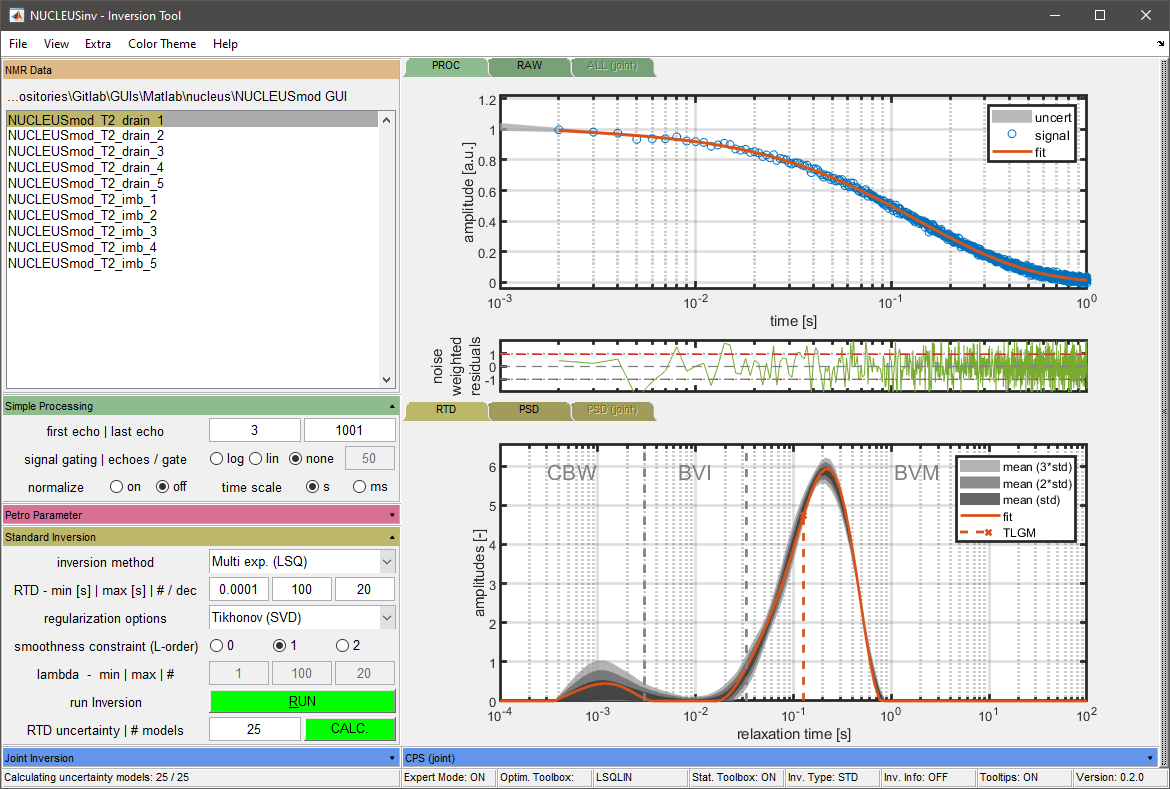 NUCLEUSinv - Inversion Tool
File View Extra Color Theme Help
NMR Data
...ositories\Gitlab\GUIs\Matlab\nucleus\NUCLEUSmod GUI
NUCLEUSmod_T2_drain_1
NUCLEUSmod_T2_drain_2
NUCLEUSmod_T2_drain_3
NUCLEUSmod_T2_drain_4
NUCLEUSmod_T2_drain_5
NUCLEUSmod_T2_imb_1
NUCLEUSmod_T2_imb_2
NUCLEUSmod_T2_imb_3
NUCLEUSmod_T2_imb_4
NUCLEUSmod_T2_imb_5
Simple Processing
first echo | last echo 3 1001
signal gating | echoes / gate log lin none 50
normalize on off time scale s ms
Petro Parameter
Standard Inversion
inversion method Multi exp. (LSQ)
RTD - min [s] | max [s] | # / dec 0.0001 100 20
regularization options Tikhonov (SVD)
smoothness constraint (L-order) 0 1 2
lambda - min | max | # 1 100 20
run Inversion RUN
RTD uncertainty | # models 25 CALC.
Joint Inversion
PROC RAW ALL (joint)
1.2
1
0.8
0.6
0.4
0.2
0
amplitude [a.u.]
uncert
signal
fit
10^-3 10^-2 10^-1 10^0
time [s]
noise
weighted
residuals
1
0
-1
RTD PSD PSD (joint)
CBW BVI BVM
6
5
4
3
2
1
0
amplitudes [-]
mean (3*std)
mean (2*std)
mean (std)
fit
TLGM
10^-4 10^-3 10^-2 10^-1 10^0 10^1 10^2
relaxation time [s]
CPS (joint)
Calculating uncertainty models: 25 / 25 Expert Mode: ON Optim. Toolbox: LSQLIN Stat. Toolbox: ON Inv. Type: STD Inv. Info: OFF Tooltips: ON Version: 0.2.0